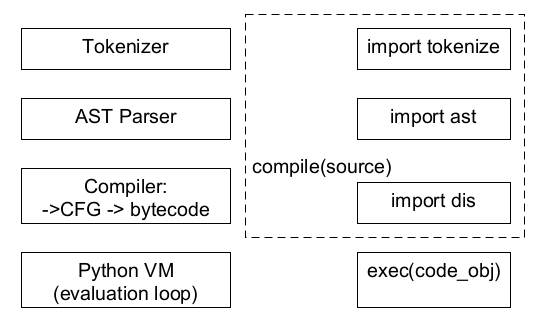 Tokenizer
import tokenize
AST Parser
import ast
compile(source)
Compiler:
->CFG -> bytecode
import dis
Python VM
(evaluation loop)
exec(code_obj)